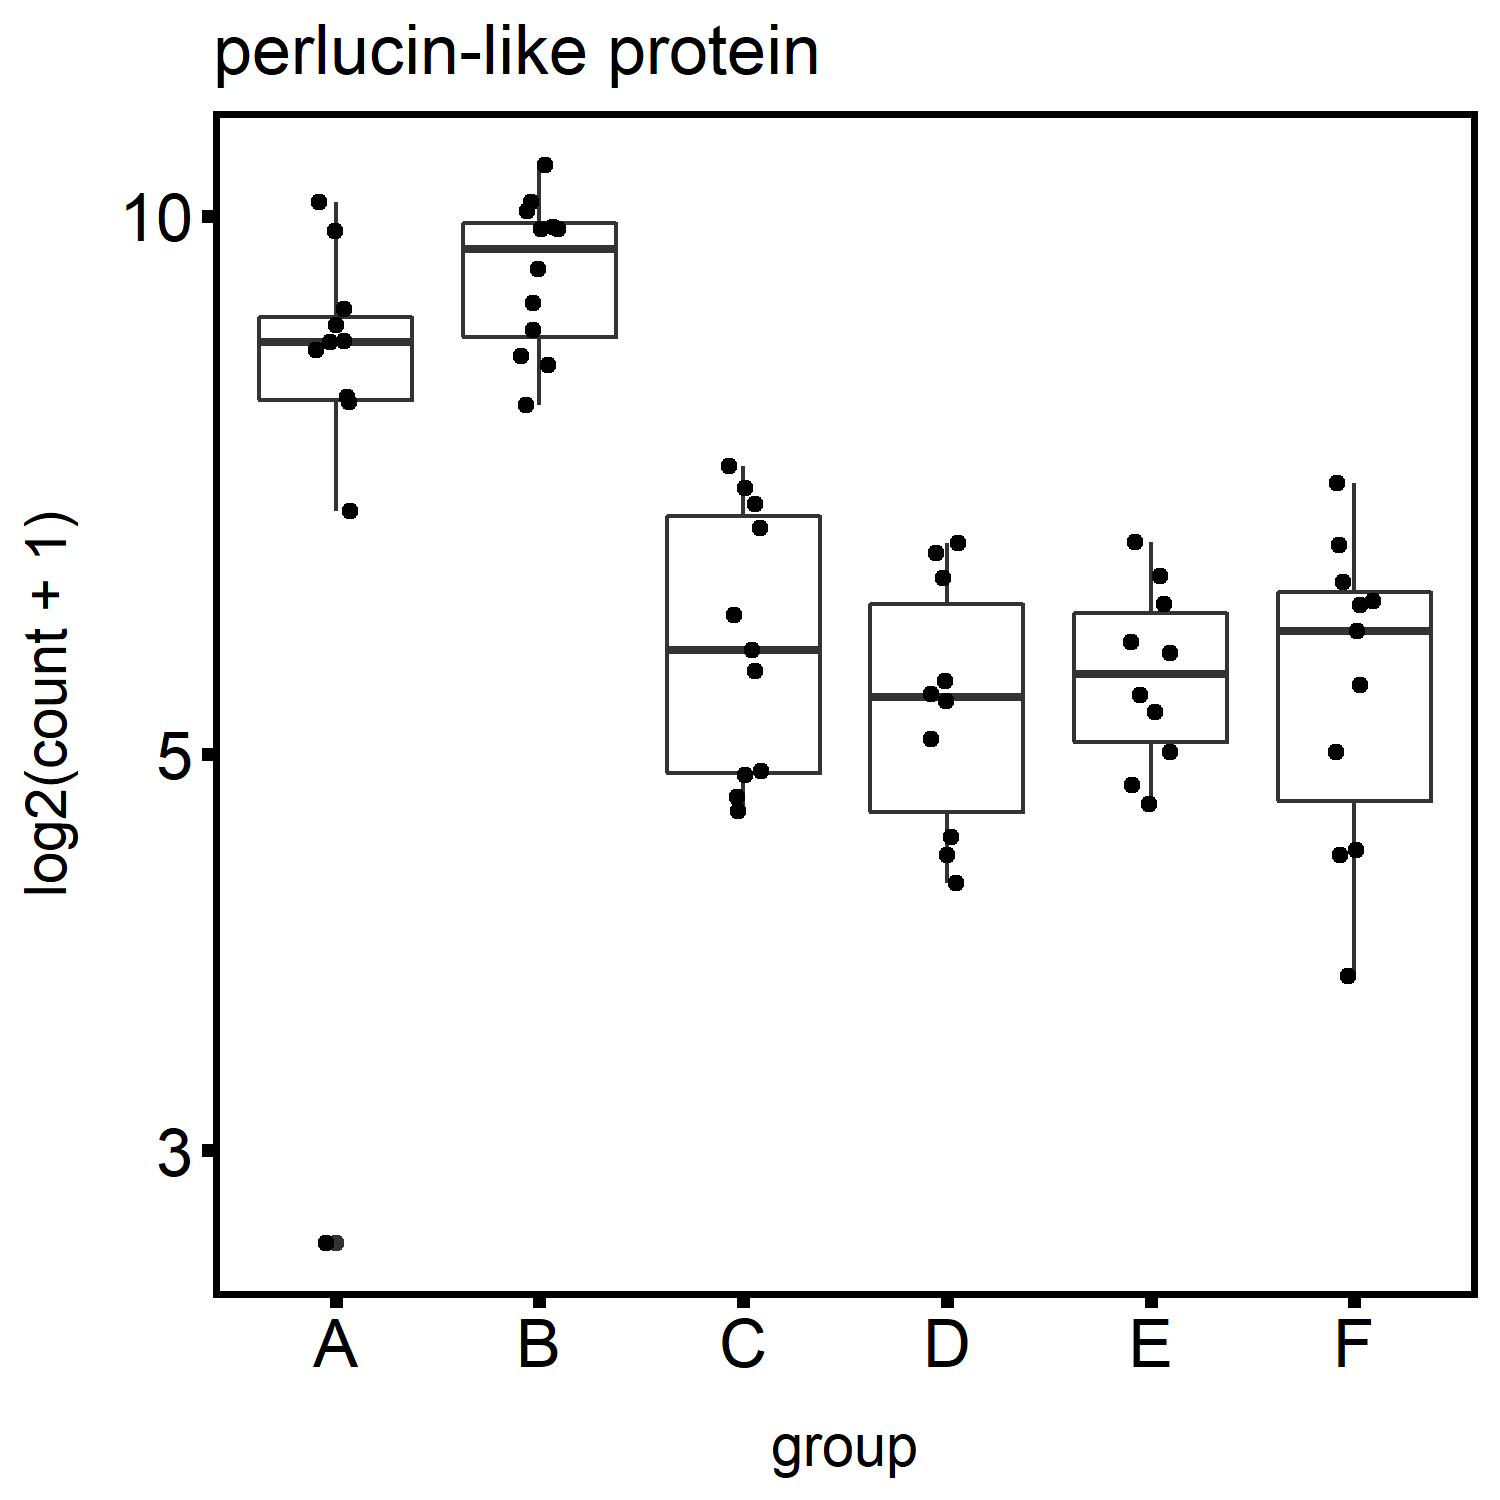 perlucin-like protein
log2(count + 1)
10
5
3
A B C D E F
group